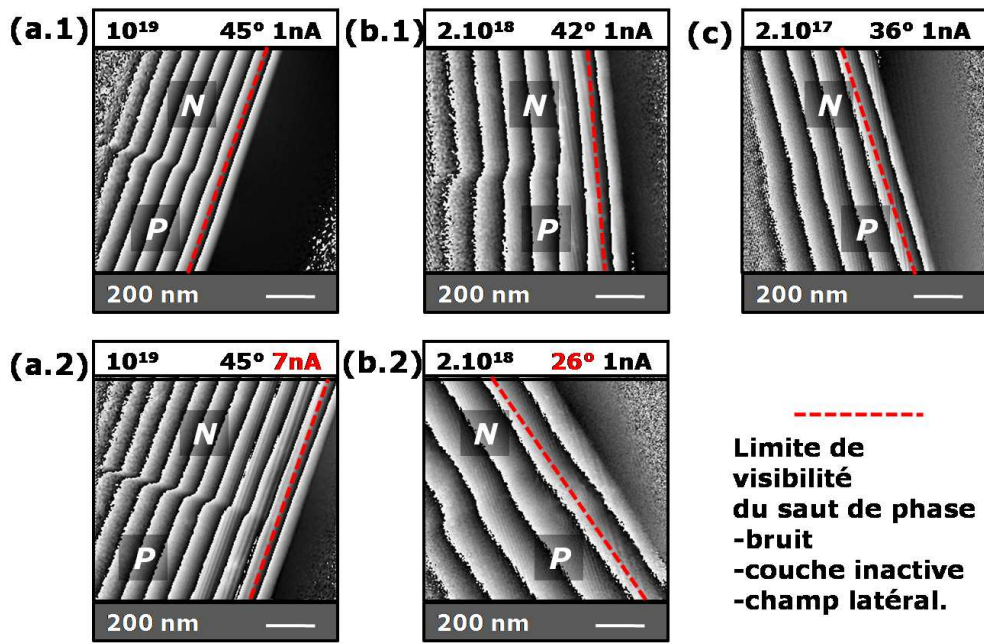 (a.1) 10¹⁹ 45° 1nA
N
P
200 nm
(b.1) 2.10¹⁸ 42° 1nA
N
P
200 nm
(c) 2.10¹⁷ 36° 1nA
N
P
200 nm
(a.2) 10¹⁹ 45° 7nA
N
P
200 nm
(b.2) 2.10¹⁸ 26° 1nA
N
P
200 nm
Limite de
visibilité
du saut de phase
-bruit
-couche inactive
-champ latéral.